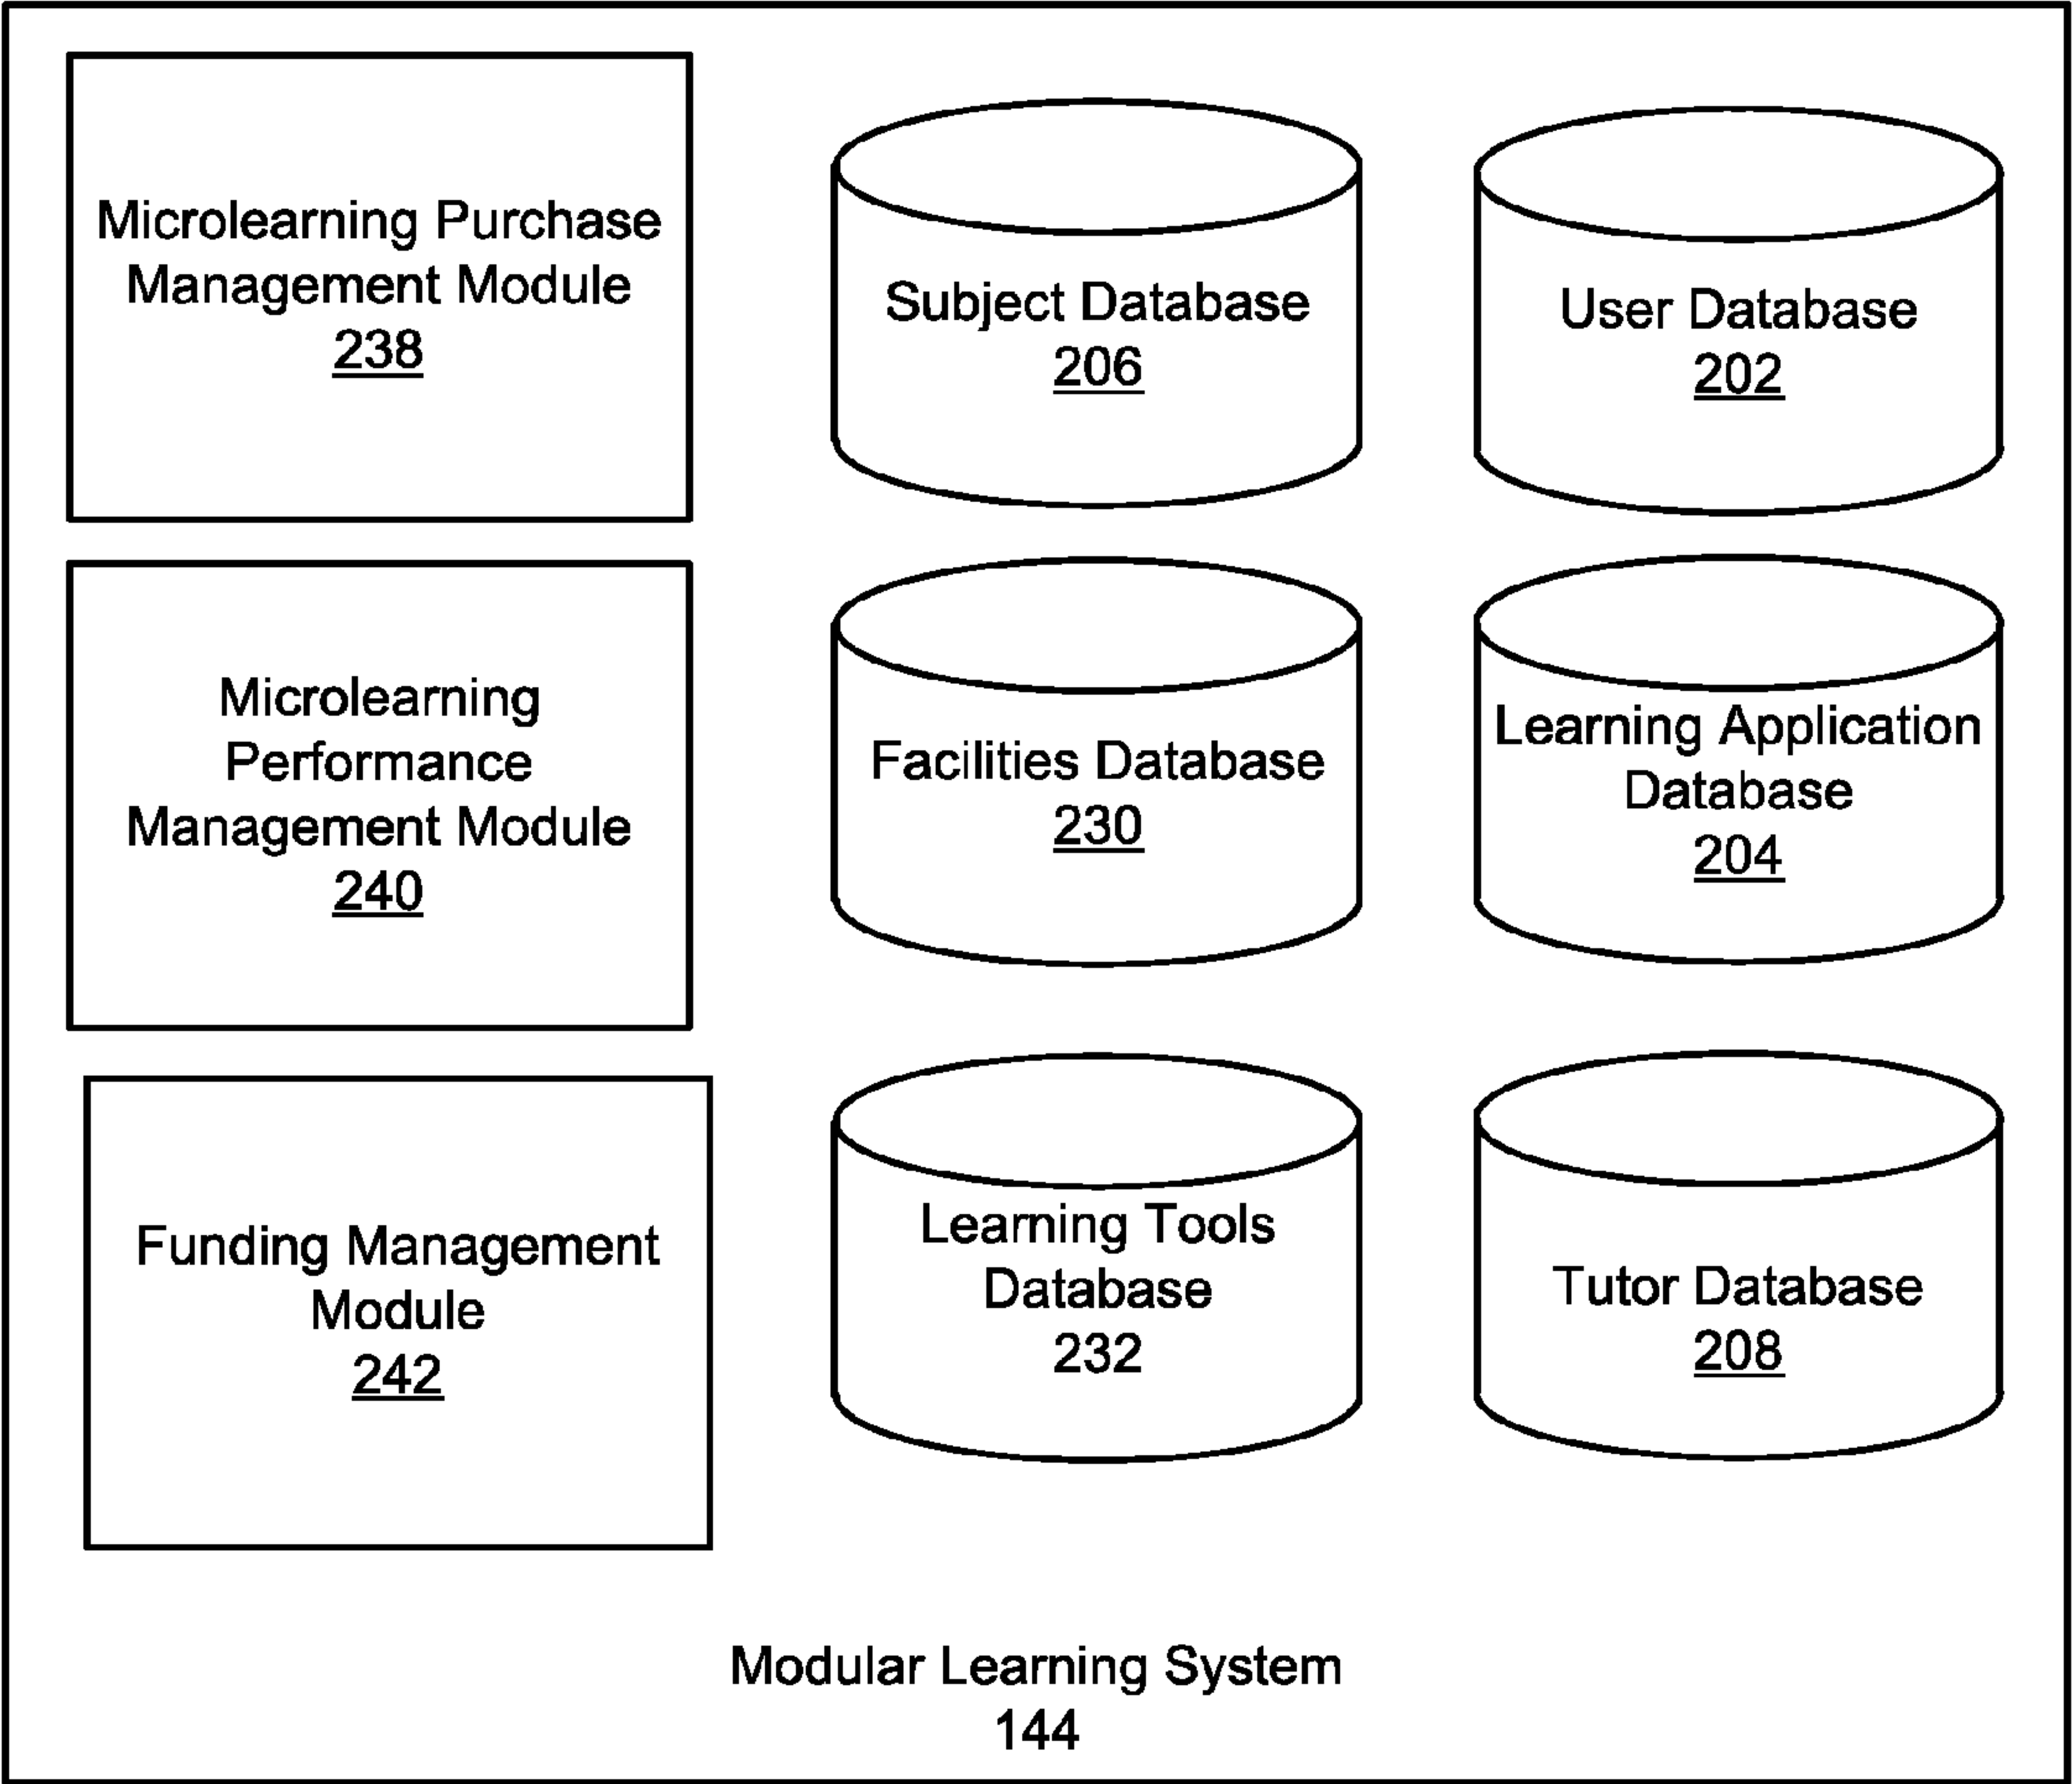 Microlearning Purchase
Management Module
238
Subject Database
206
User Database
202
Microlearning
Performance
Management Module
240
Facilities Database
230
Learning Application
Database
204
Funding Management
Module
242
Learning Tools
Database
232
Tutor Database
208
Modular Learning System
144